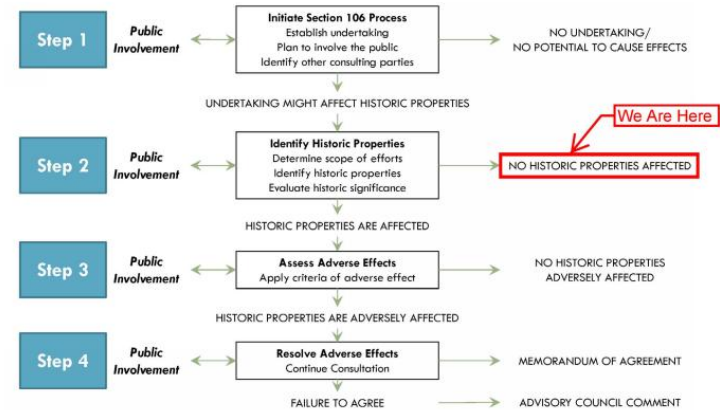 Step 1
Public
Involvement
Initiate Section 106 Process
Establish undertaking
Plan to involve the public
Identify other consulting parties
NO UNDERTAKING/
NO POTENTIAL TO CAUSE EFFECTS
UNDERTAKING MIGHT AFFECT HISTORIC PROPERTIES
We Are Here
Step 2
Public
Involvement
Identify Historic Properties
Determine scope of efforts
Identify historic properties
Evaluate historic significance
NO HISTORIC PROPERTIES AFFECTED
HISTORIC PROPERTIES ARE AFFECTED
Step 3
Public
Involvement
Assess Adverse Effects
Apply criteria of adverse effect
NO HISTORIC PROPERTIES
ADVERSELY AFFECTED
HISTORIC PROPERTIES ARE ADVERSELY AFFECTED
Step 4
Public
Involvement
Resolve Adverse Effects
Continue Consultation
MEMORANDUM OF AGREEMENT
FAILURE TO AGREE
ADVISORY COUNCIL COMMENT